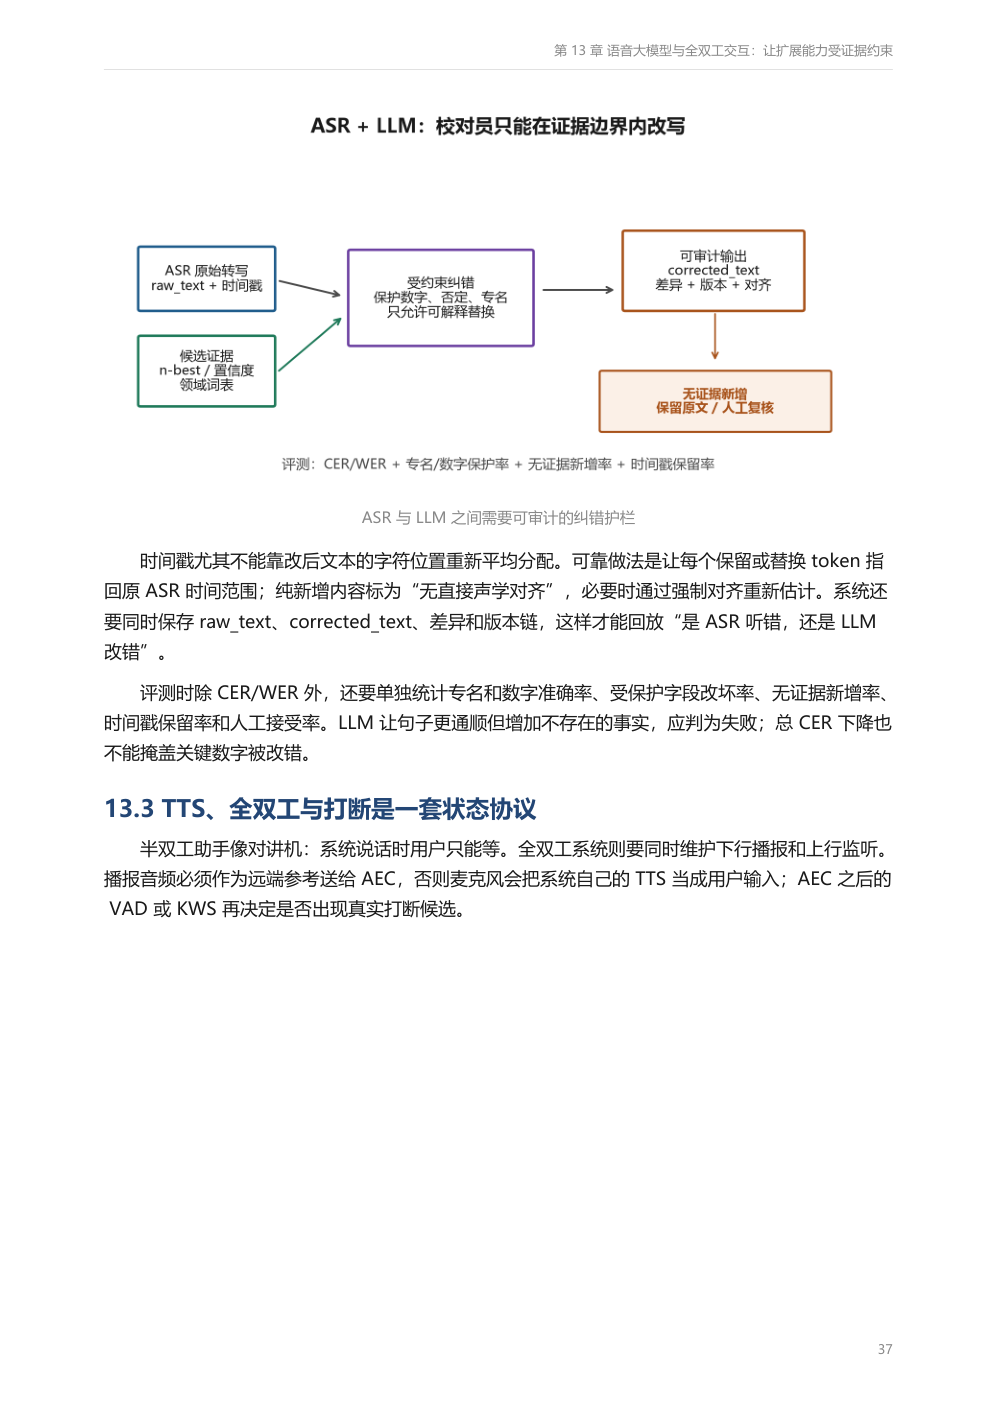 第 13 章 语音大模型与全双工交互：让扩展能力受证据约束
ASR + LLM：校对员只能在证据边界内改写
ASR 原始转写
raw_text + 时间戳
候选证据
n-best / 置信度
领域词表
受约束纠错
保护数字、否定、专名
只允许可解释替换
可审计输出
corrected_text
差异 + 版本 + 对齐
无证据新增
保留原文 / 人工复核
评测：CER/WER + 专名/数字保护率 + 无证据新增率 + 时间戳保留率
ASR 与 LLM 之间需要可审计的纠错护栏
时间戳尤其不能靠改后文本的字符位置重新平均分配。可靠做法是让每个保留或替换 token 指
回原 ASR 时间范围；纯新增内容标为“无直接声学对齐”，必要时通过强制对齐重新估计。系统还
要同时保存 raw_text、corrected_text、差异和版本链，这样才能回放“是 ASR 听错，还是 LLM
改错”。
评测时除 CER/WER 外，还要单独统计专名和数字准确率、受保护字段改坏率、无证据新增率、
时间戳保留率和人工接受率。LLM 让句子更通顺但增加不存在的事实，应判为失败；总 CER 下降也
不能掩盖关键数字被改错。
13.3 TTS、全双工与打断是一套状态协议
半双工助手像对讲机：系统说话时用户只能等。全双工系统则要同时维护下行播报和上行监听。
播报音频必须作为远端参考送给 AEC，否则麦克风会把系统自己的 TTS 当成用户输入；AEC 之后的
VAD 或 KWS 再决定是否出现真实打断候选。
37